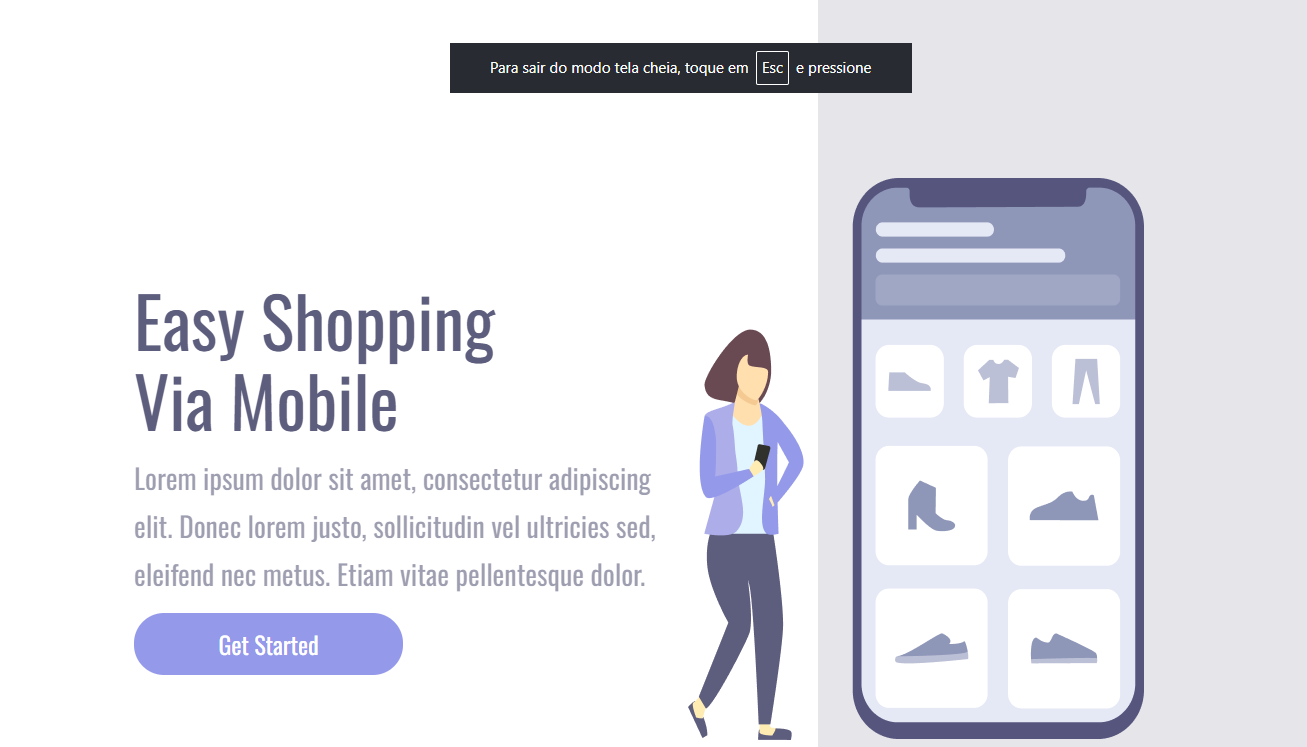 Para sair do modo tela cheia, toque em Esc e pressione
Easy Shopping
Via Mobile
Lorem ipsum dolor sit amet, consectetur adipiscing
elit. Donec lorem justo, sollicitudin vel ultricies sed,
eleifend nec metus. Etiam vitae pellentesque dolor.
Get Started